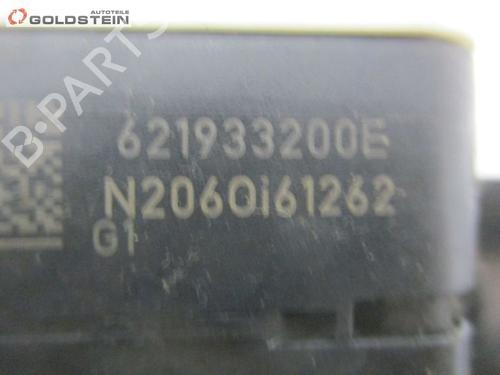 AUTOTEILE
GOLDSTEIN
B-PARTS
621933200E
N2060i61262
G1